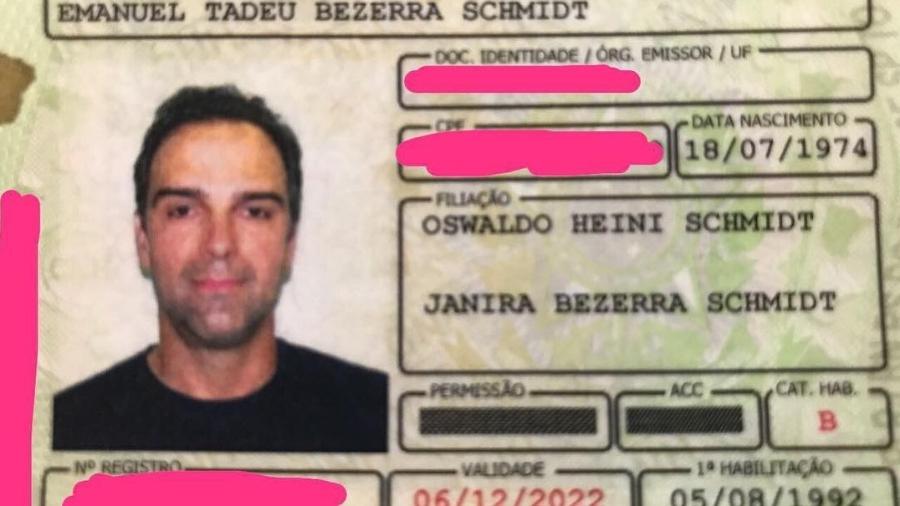 EMANUEL TADEU BEZERRA SCHMIDT
DOC. IDENTIDADE / ÓRG. EMISSOR / UF
CPF
DATA NASCIMENTO
18/07/1974
FILIAÇÃO
OSWALDO HEINI SCHMIDT
JANIRA BEZERRA SCHMIDT
PERMISSÃO
ACC
CAT. HAB.
B
Nº REGISTRO
VALIDADE
1ª HABILITAÇÃO
06/12/2022
05/08/1992